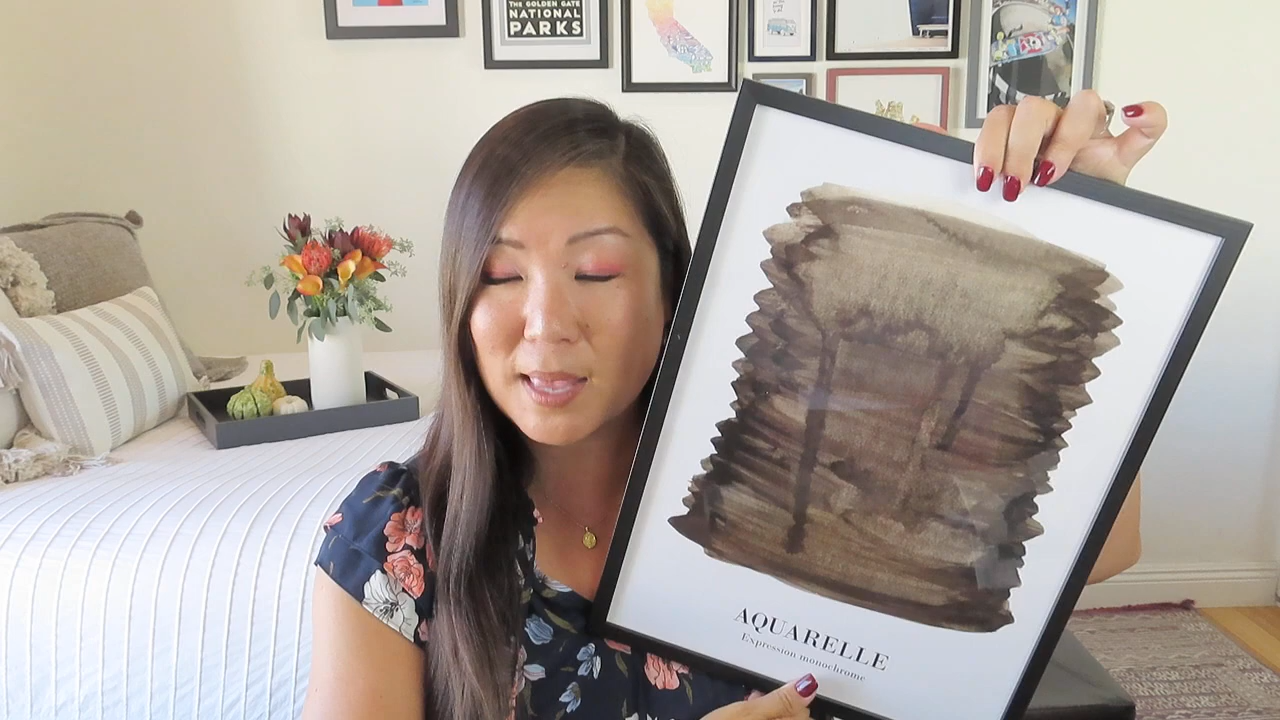 THE GOLDEN GATE
NATIONAL
PARKS
AQUARELLE
Expression monochrome